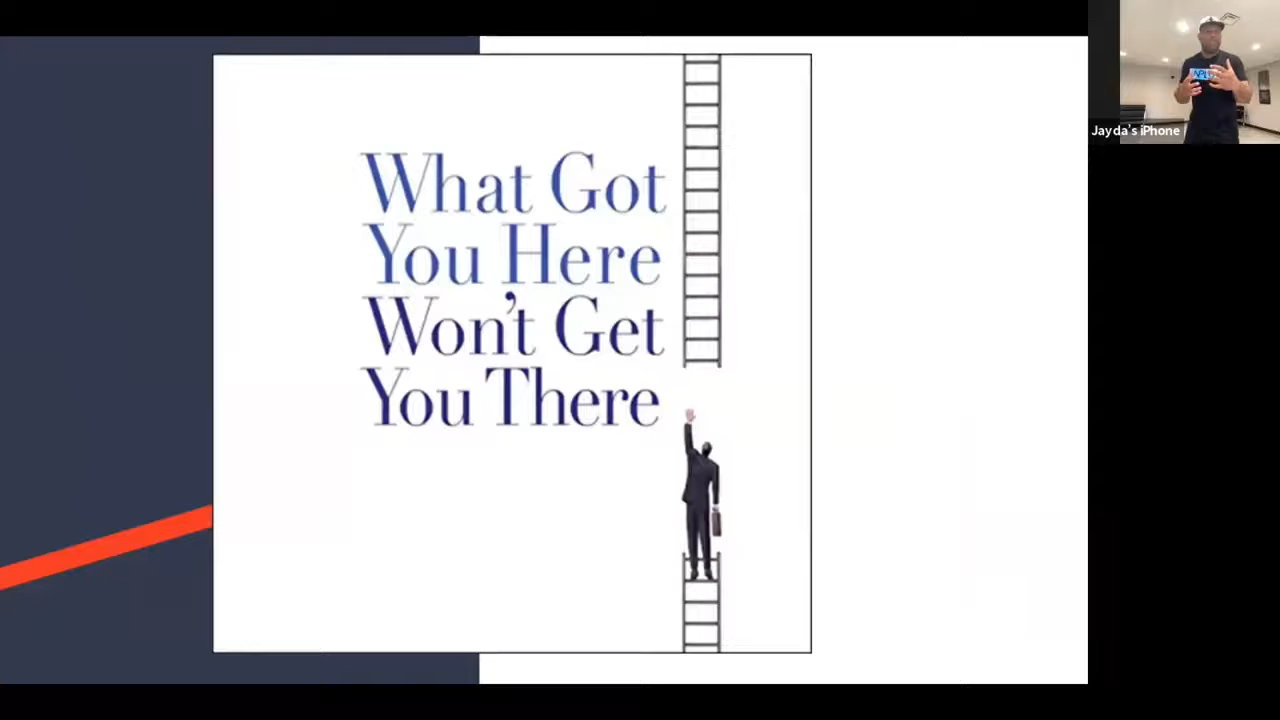 What Got
You Here
Won't Get
You There
Jayda's iPhone